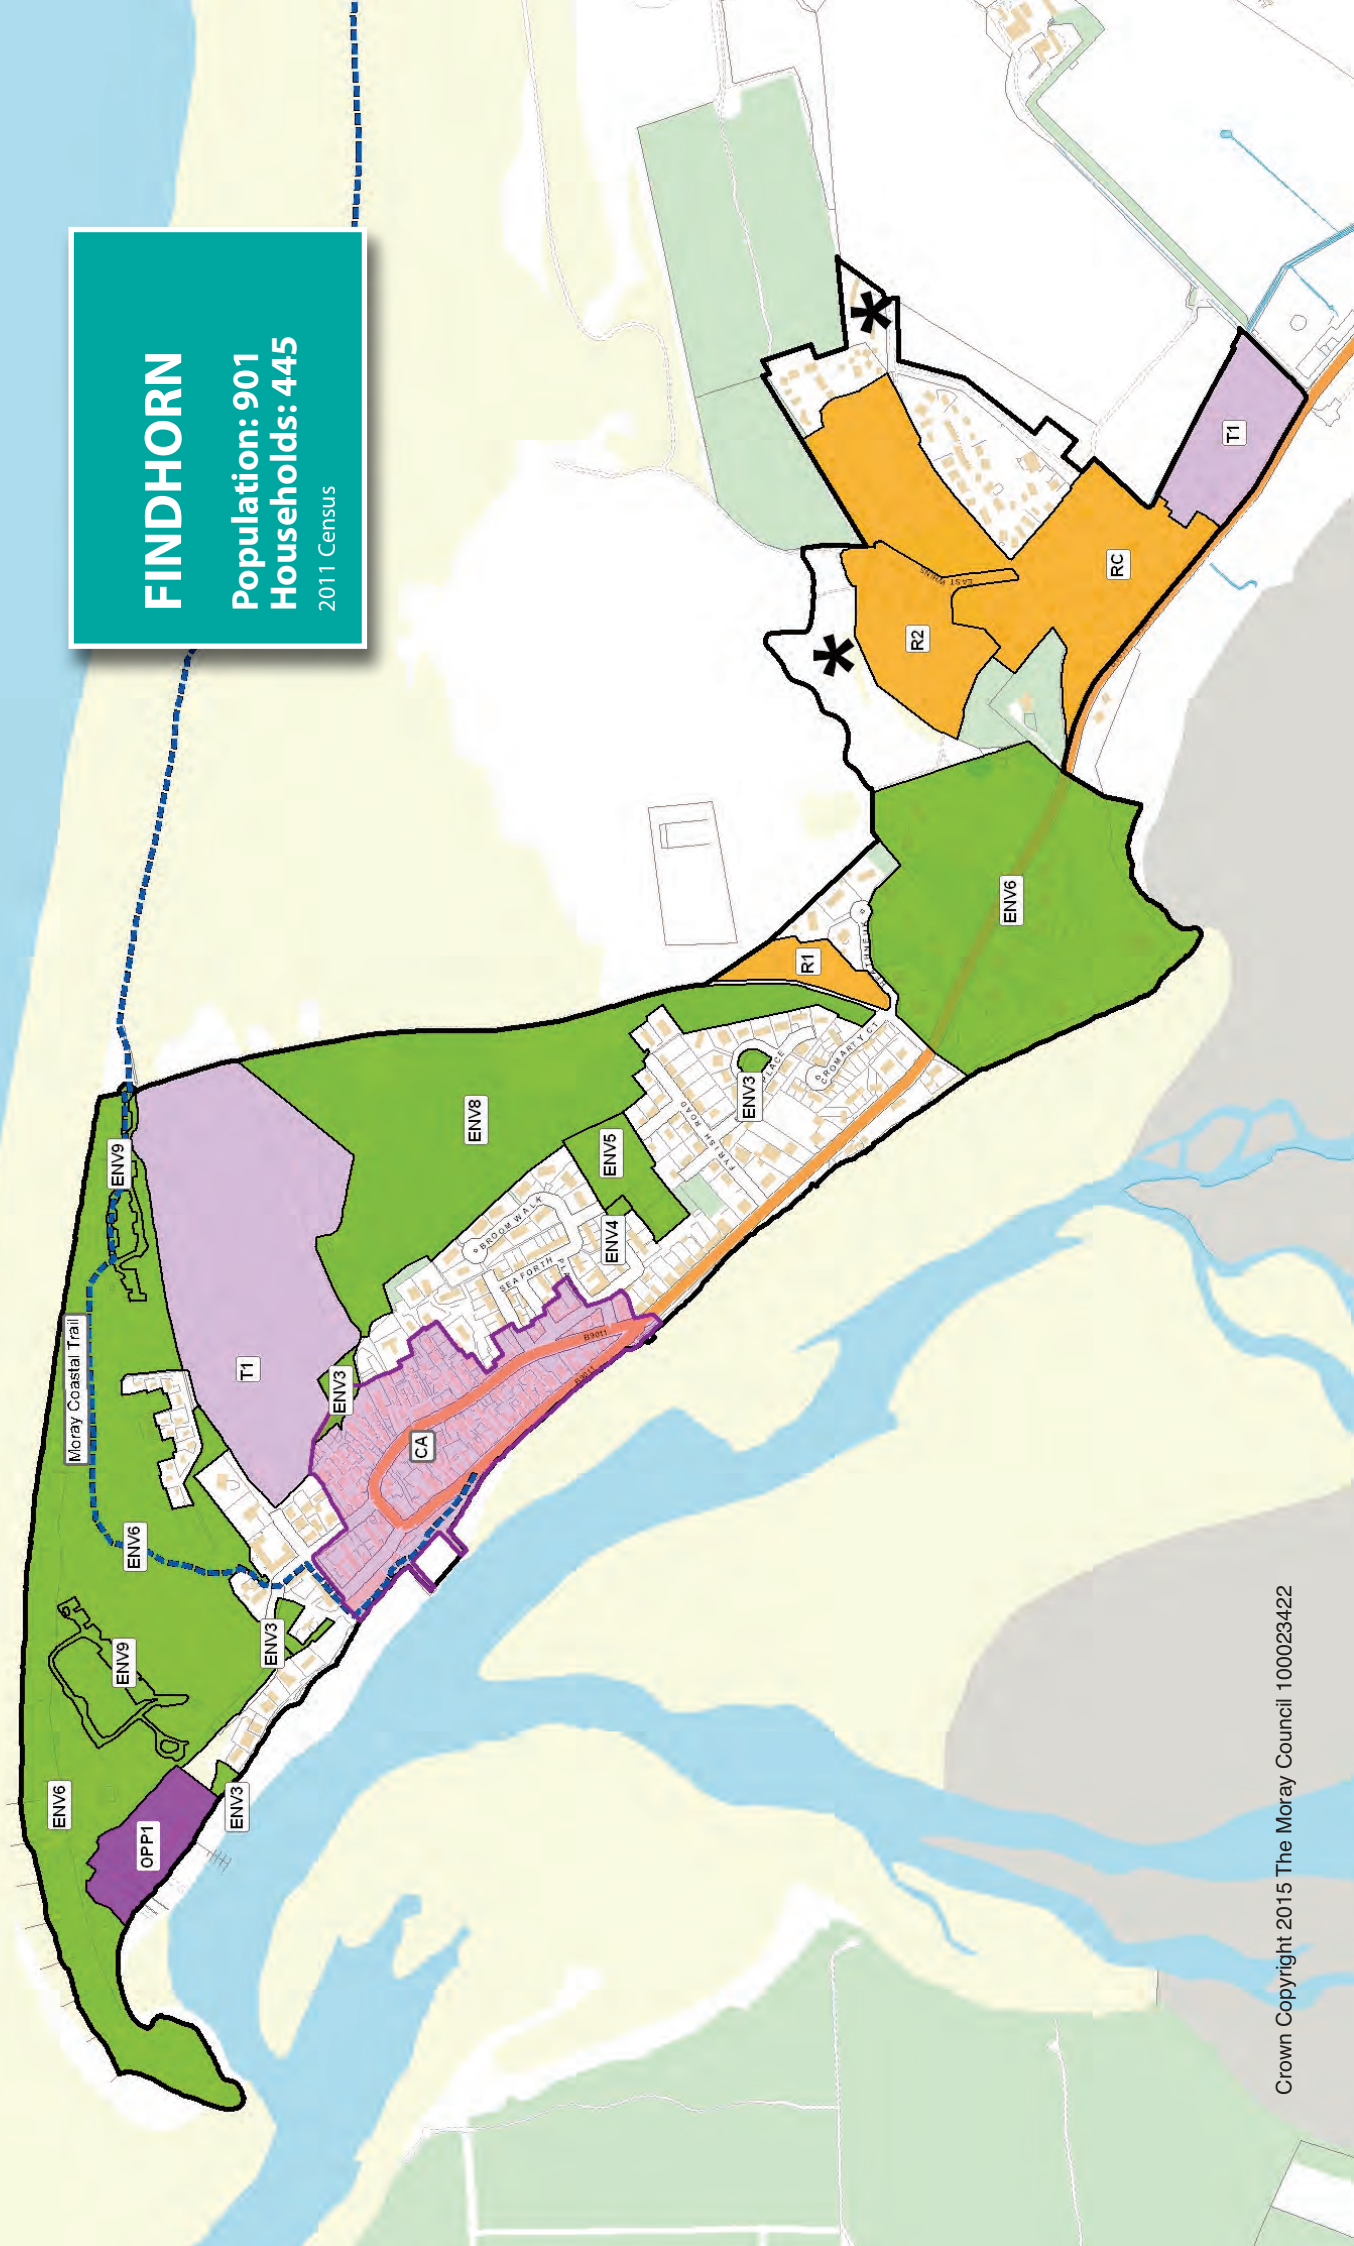 FINDHORN
Population: 901
Households: 445
2011 Census
ENV6
OPP1
ENV3
ENV9
ENV3
ENV6
Moray Coastal Trail
ENV9
T1
ENV3
CA
B9011
B9011
ENV8
BROOM WALK
SEAFORTH
ENV4
ENV5
FYRISH ROAD
ENV3
PLACE
CROMARTY CT
R1
ENV6
R2
EAST WHINS
RC
T1
*
*
Crown Copyright 2015 The Moray Council 100023422